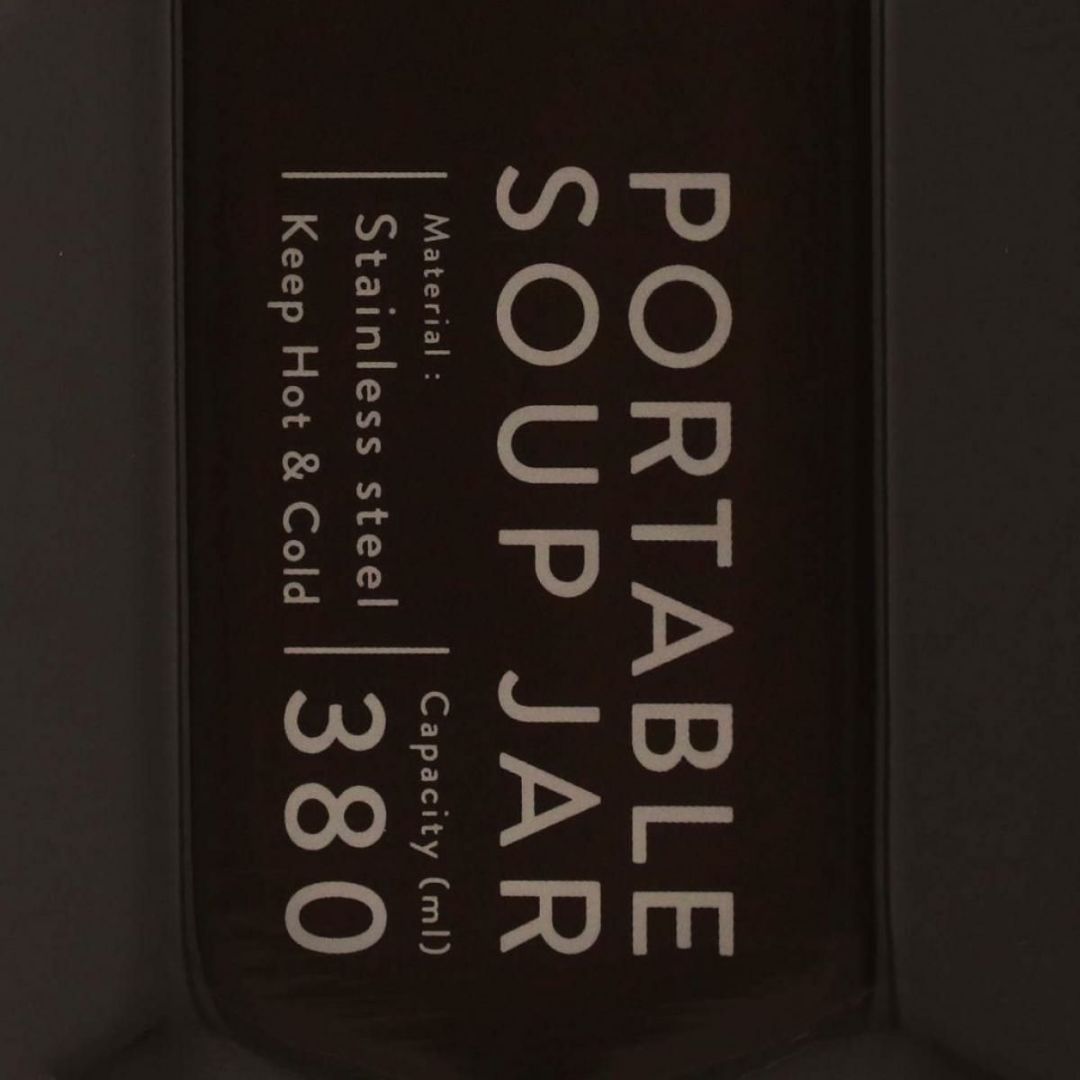 PORTABLE
SOUP JAR
Material :
Stainless steel
Keep Hot & Cold
Capacity (ml)
380